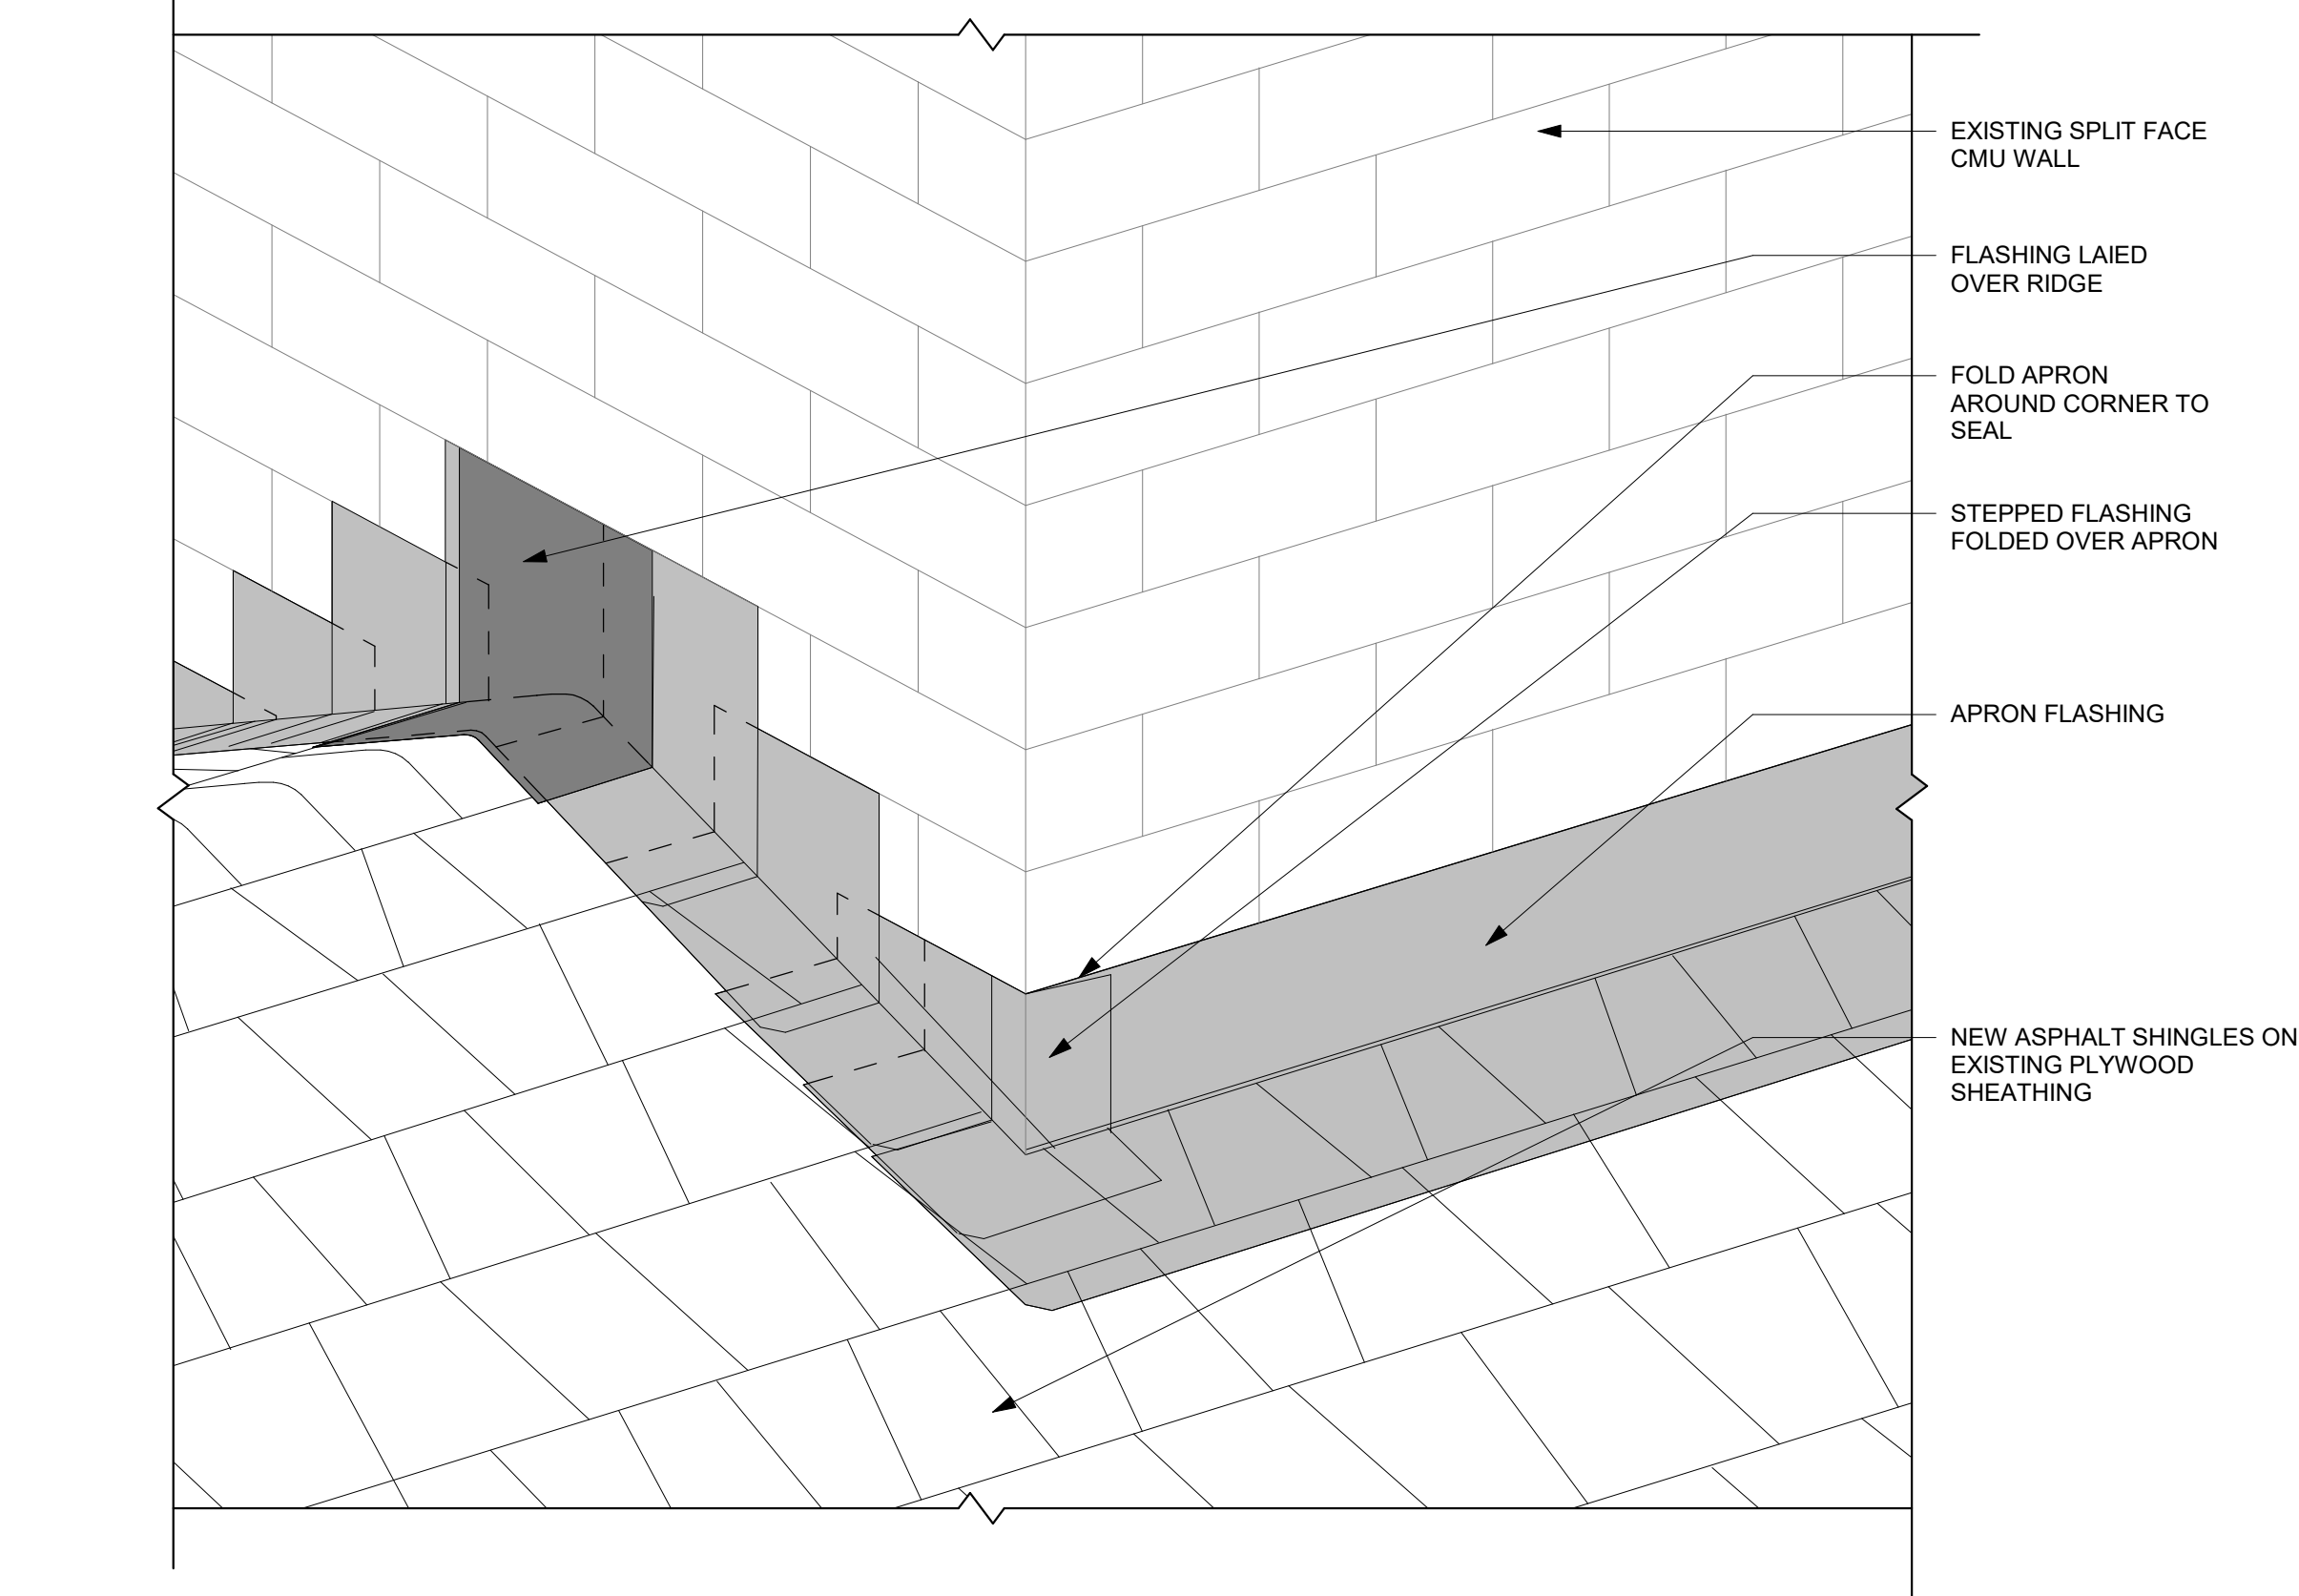 EXISTING SPLIT FACE
CMU WALL
FLASHING LAIED
OVER RIDGE
FOLD APRON
AROUND CORNER TO
SEAL
STEPPED FLASHING
FOLDED OVER APRON
APRON FLASHING
NEW ASPHALT SHINGLES ON
EXISTING PLYWOOD
SHEATHING